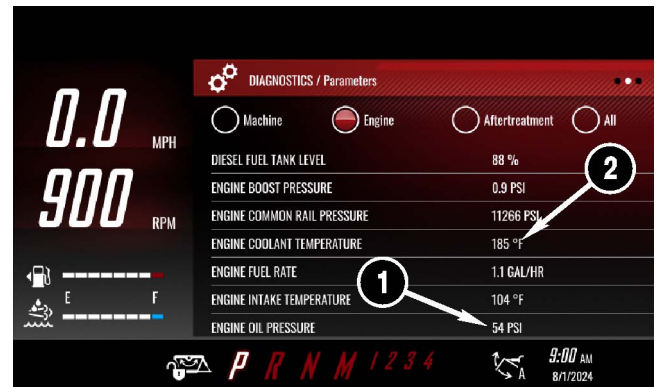 DIAGNOSTICS / Parameters
0.0 MPH
Machine Engine Aftertreatment All
DIESEL FUEL TANK LEVEL 88 %
2
ENGINE BOOST PRESSURE 0.9 PSI
900 RPM
ENGINE COMMON RAIL PRESSURE 11266 PSI
ENGINE COOLANT TEMPERATURE 185 °F
ENGINE FUEL RATE 1.1 GAL/HR
1
E F
ENGINE INTAKE TEMPERATURE 104 °F
ENGINE OIL PRESSURE 54 PSI
P R N M 1 2 3 4
A
9:00 AM
8/1/2024